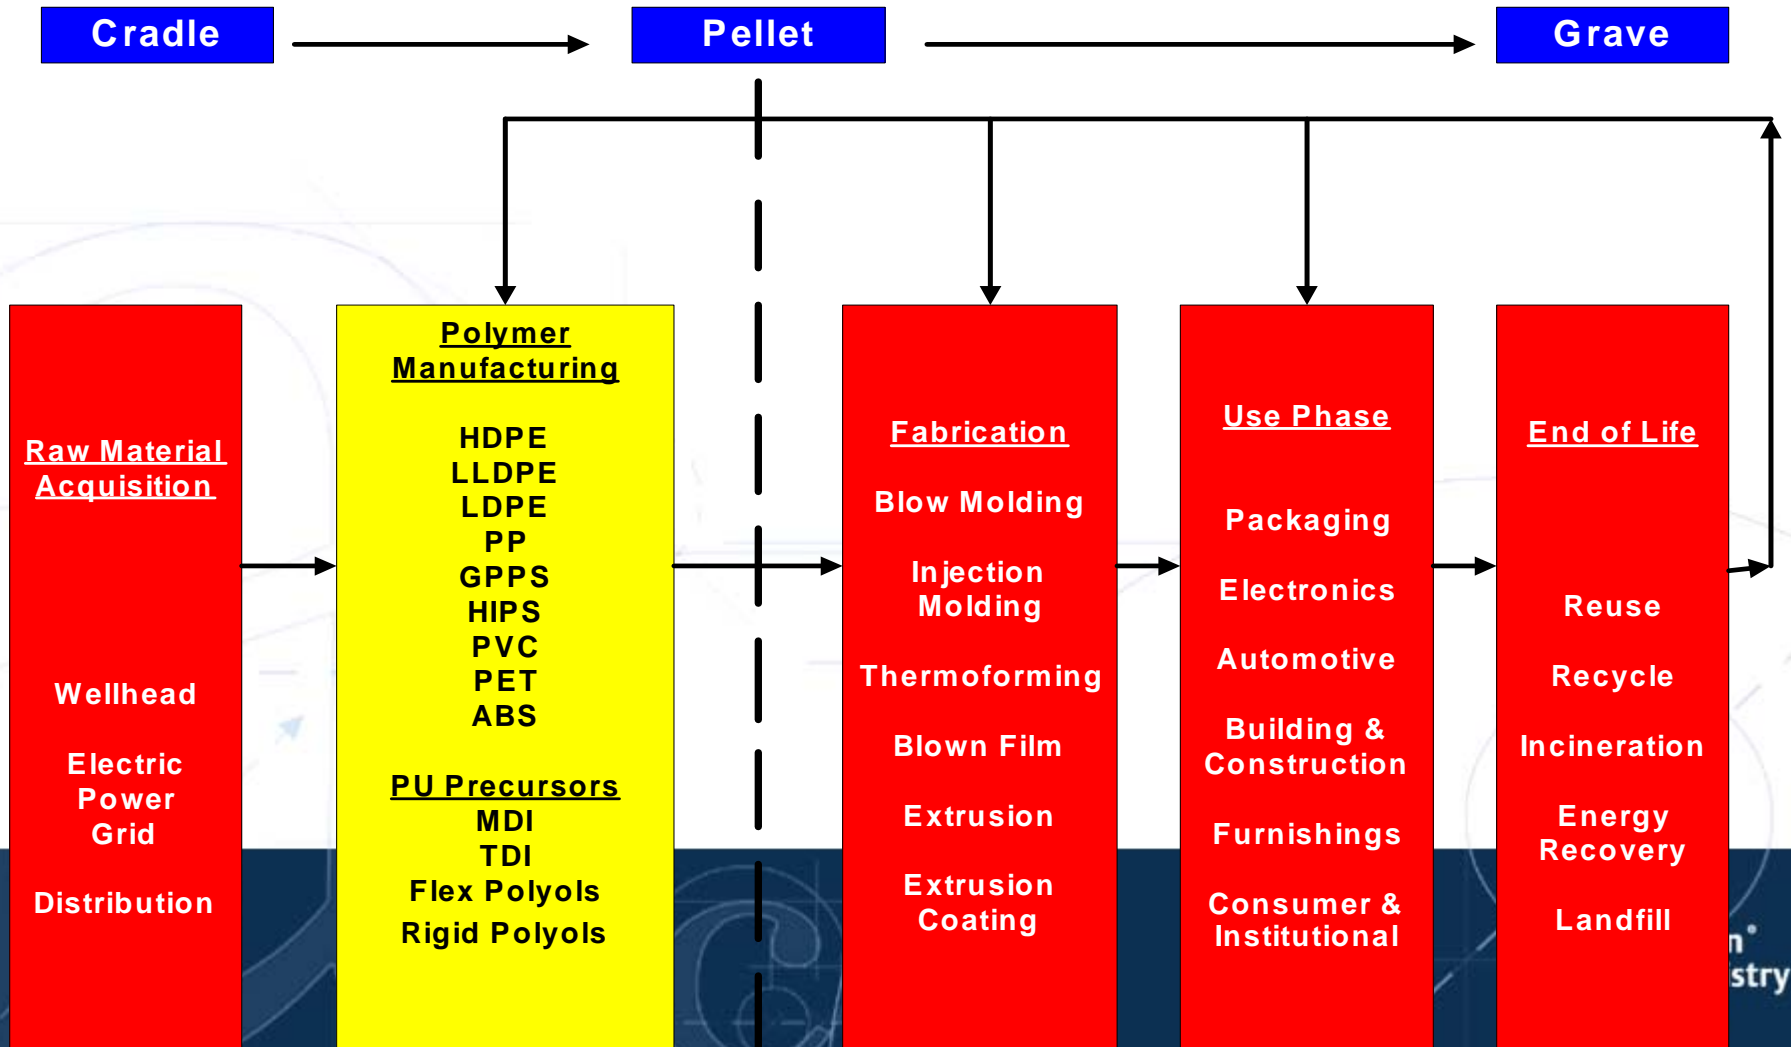 Cradle
Pellet
Grave
Raw Material
Acquisition
Wellhead
Electric
Power
Grid
Distribution
Polymer
Manufacturing
HDPE
LLDPE
LDPE
PP
GPPS
HIPS
PVC
PET
ABS
PU Precursors
MDI
TDI
Flex Polyols
Rigid Polyols
Fabrication
Blow Molding
Injection
Molding
Thermoforming
Blown Film
Extrusion
Extrusion
Coating
Use Phase
Packaging
Electronics
Automotive
Building &
Construction
Furnishings
Consumer &
Institutional
End of Life
Reuse
Recycle
Incineration
Energy
Recovery
Landfill